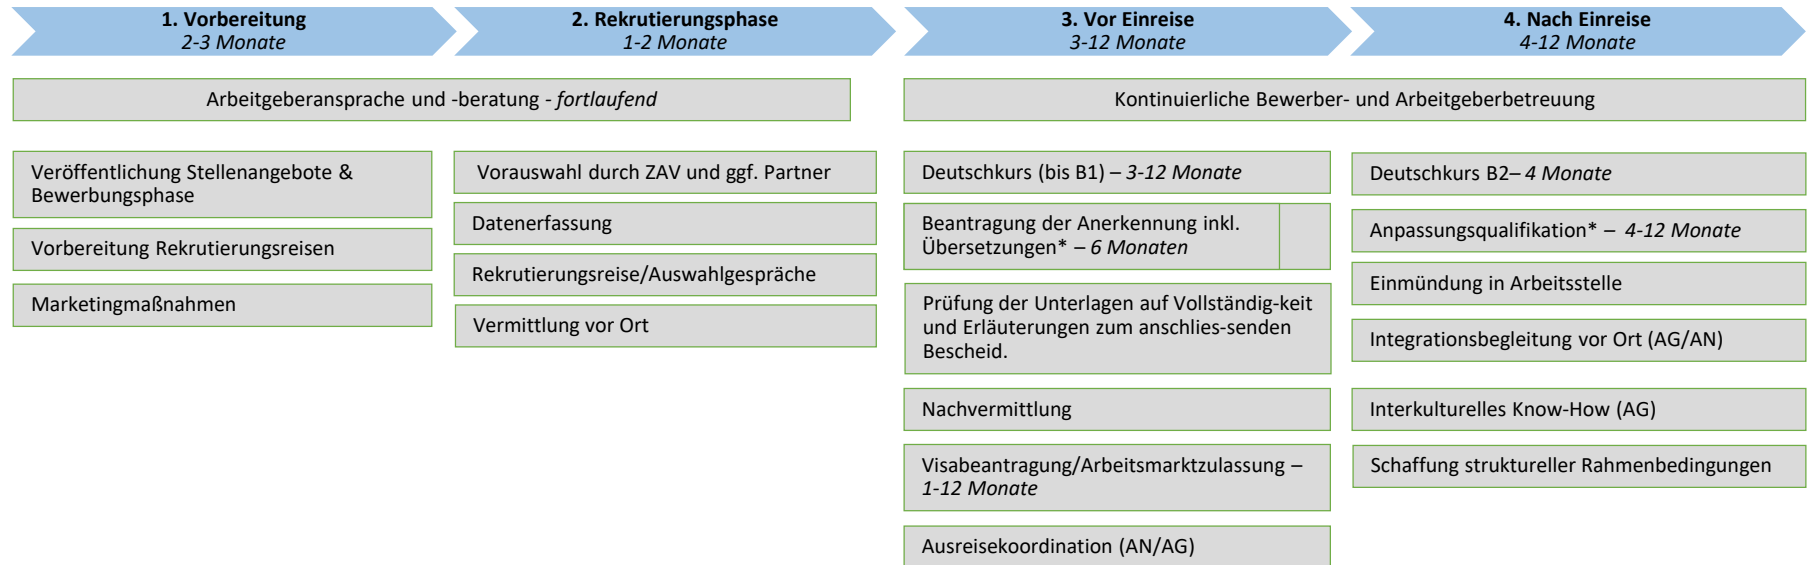 1. Vorbereitung
2-3 Monate
2. Rekrutierungsphase
1-2 Monate
3. Vor Einreise
3-12 Monate
4. Nach Einreise
4-12 Monate
Arbeitgeberansprache und -beratung - fortlaufend
Kontinuierliche Bewerber- und Arbeitgeberbetreuung
Veröffentlichung Stellenangebote &
Bewerbungsphase
Vorbereitung Rekrutierungsreisen
Marketingmaßnahmen
Vorauswahl durch ZAV und ggf. Partner
Datenerfassung
Rekrutierungsreise/Auswahlgespräche
Vermittlung vor Ort
Deutschkurs (bis B1) – 3-12 Monate
Beantragung der Anerkennung inkl.
Übersetzungen* – 6 Monaten
Prüfung der Unterlagen auf Vollständig-keit
und Erläuterungen zum anschlies-senden
Bescheid.
Nachvermittlung
Visabeantragung/Arbeitsmarktzulassung –
1-12 Monate
Ausreisekoordination (AN/AG)
Deutschkurs B2– 4 Monate
Anpassungsqualifikation* – 4-12 Monate
Einmündung in Arbeitsstelle
Integrationsbegleitung vor Ort (AG/AN)
Interkulturelles Know-How (AG)
Schaffung struktureller Rahmenbedingungen